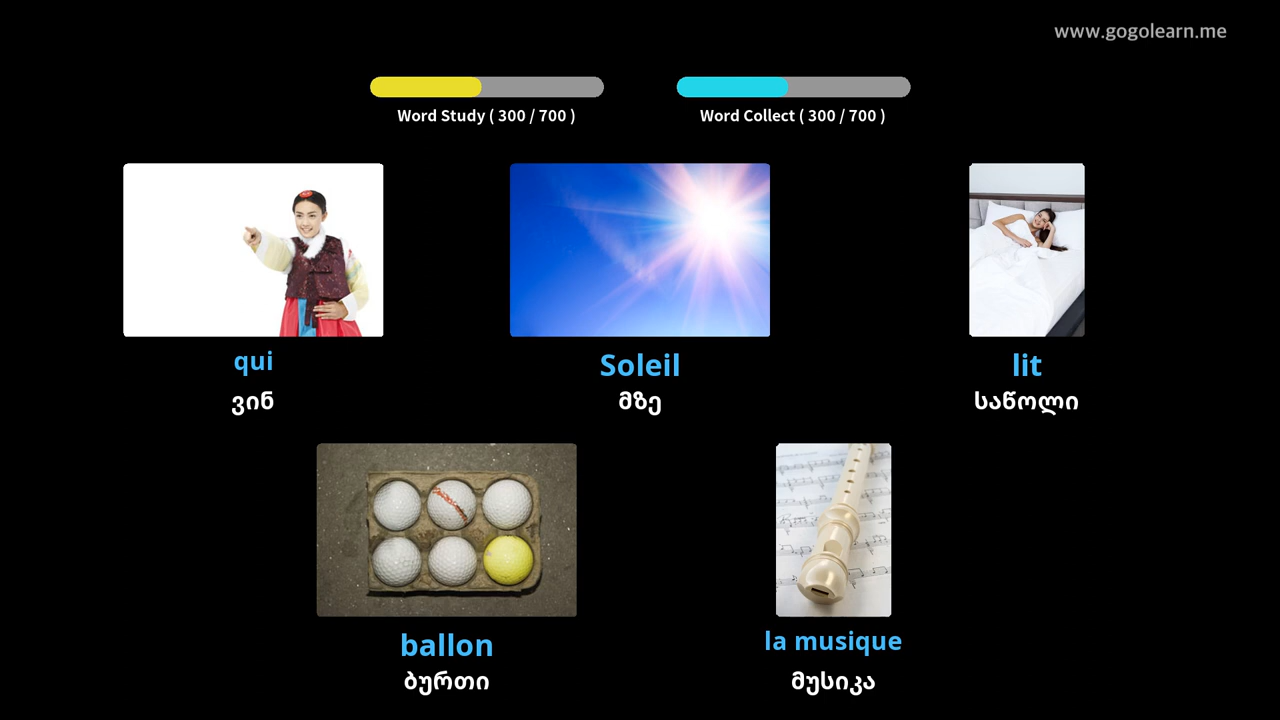 www.gogolearn.me
Word Study ( 300 / 700 )
Word Collect ( 300 / 700 )
qui
ვინ
Soleil
მზე
lit
საწოლი
ballon
ბურთი
la musique
მუსიკა